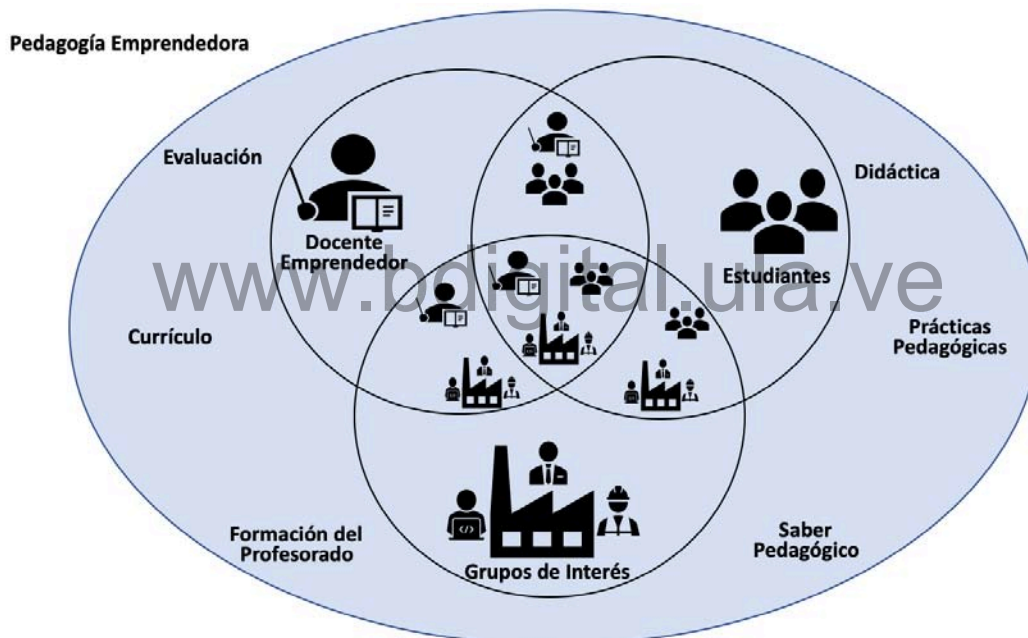 Pedagogía Emprendedora
Evaluación
Didáctica
Docente
Emprendedor
Estudiantes
www.bdigital.ula.ve
Currículo
Prácticas
Pedagógicas
Formación del
Profesorado
Saber
Pedagógico
Grupos de Interés